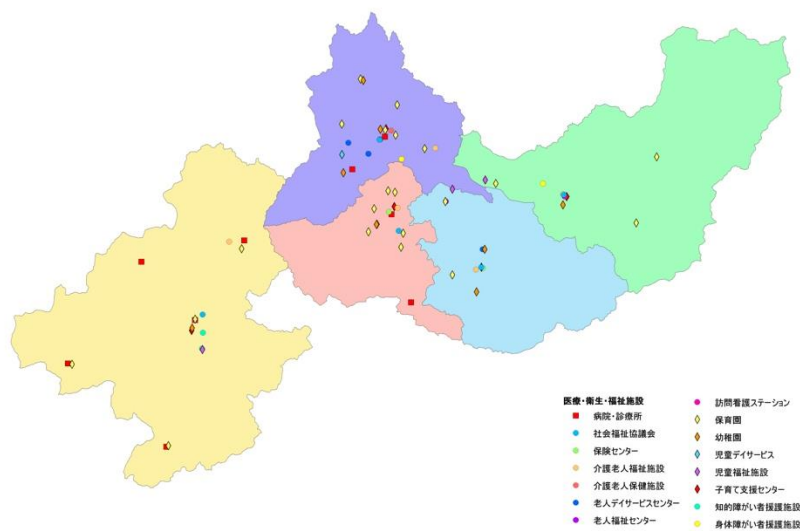 医療・衛生・福祉施設
病院・診療所
社会福祉協議会
保険センター
介護老人福祉施設
介護老人保健施設
老人デイサービスセンター
老人福祉センター
訪問看護ステーション
保育園
幼稚園
児童デイサービス
児童福祉施設
子育て支援センター
知的障がい者援護施設
身体障がい者援護施設